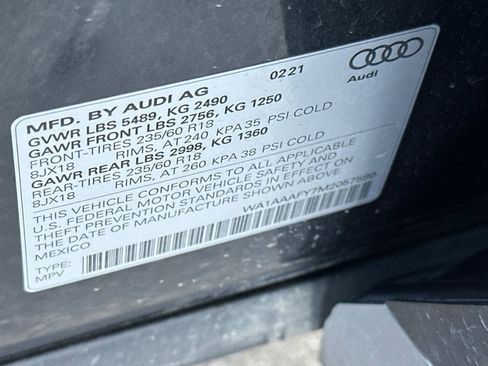 MFD. BY AUDI AG 0221
Audi
GVWR LBS 5489, KG 2490
GAWR FRONT LBS 2756, KG 1250
FRONT-TIRES 235/60 R18
8JX18 RIMS, AT 240 KPA 35 PSI COLD
GAWR REAR LBS 2998, KG 1360
REAR-TIRES 235/60 R18
8JX18 RIMS, AT 260 KPA 38 PSI COLD
THIS VEHICLE CONFORMS TO ALL APPLICABLE
U.S. FEDERAL MOTOR VEHICLE SAFETY AND
THEFT PREVENTION STANDARDS IN EFFECT ON
THE DATE OF MANUFACTURE SHOWN ABOVE.
MEXICO
WA1AAAFY7M2057580
TYPE:
MPV